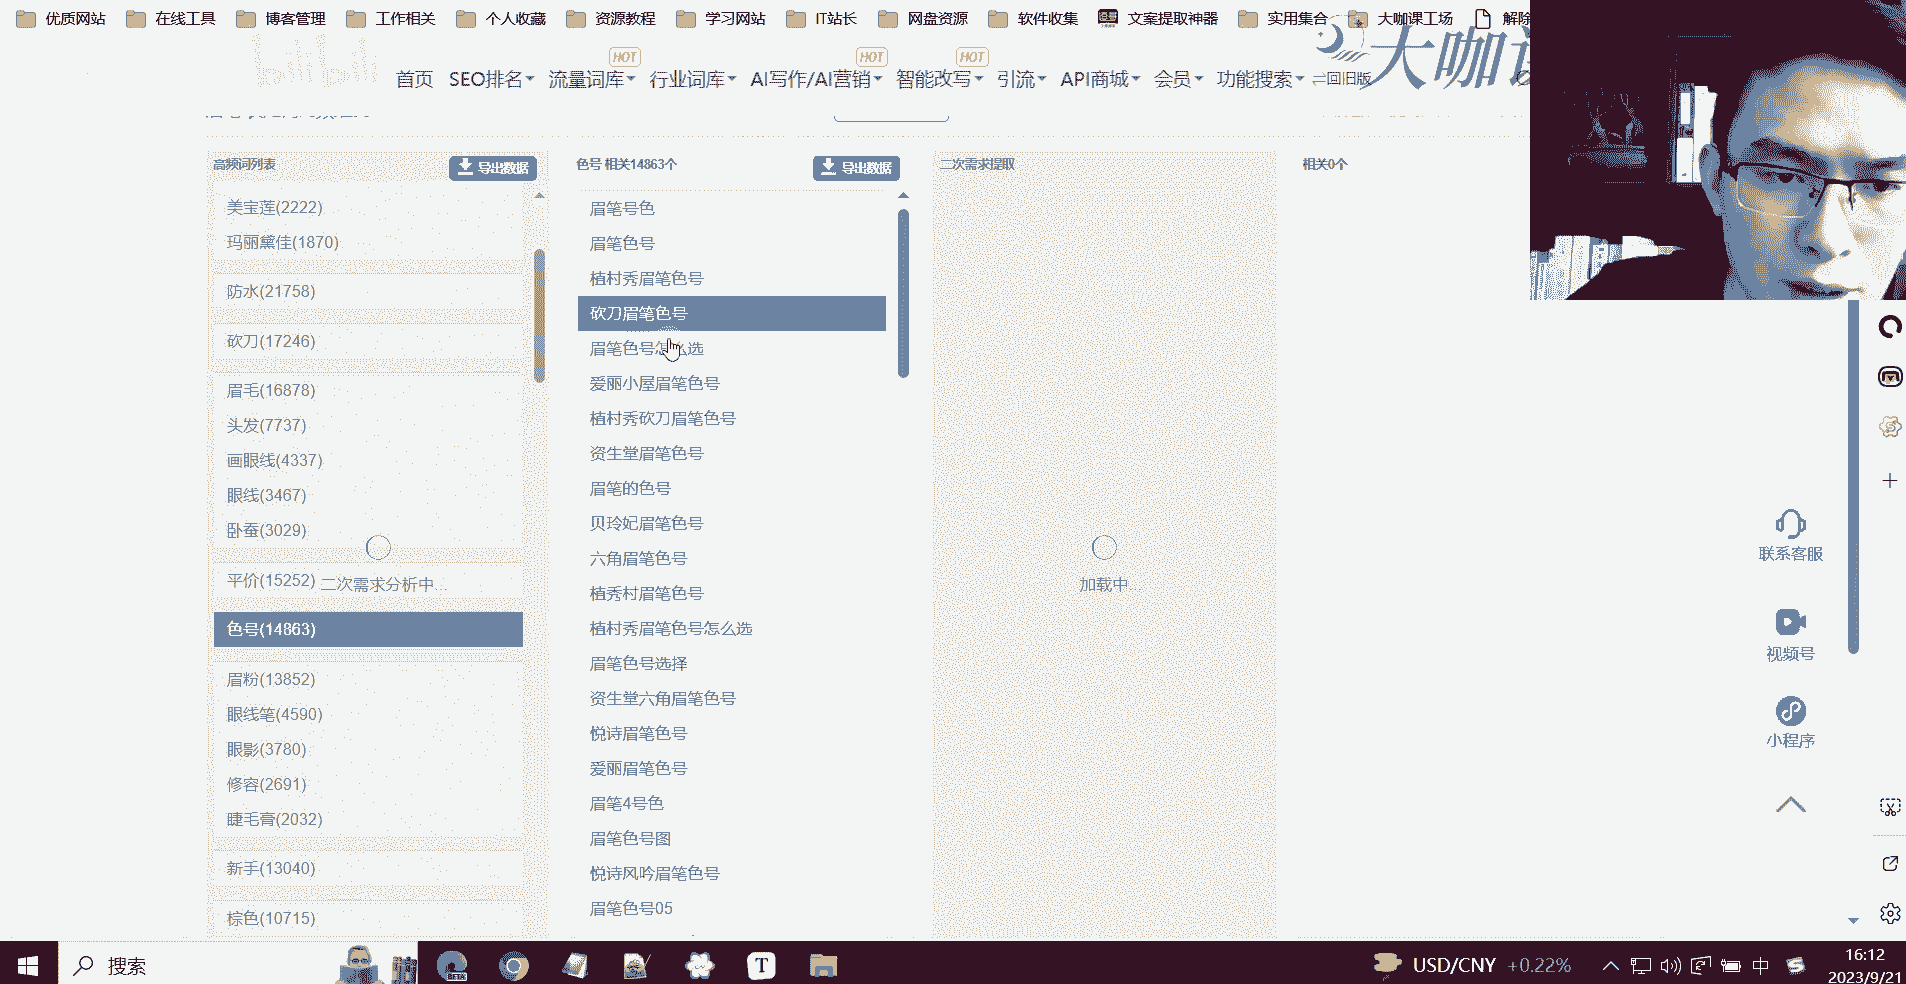 优质网站 在线工具 博客管理 工作相关 个人收藏 资源教程 学习网站 IT站长 网盘资源 软件收集 文案提取神器 实用集合 大咖课工场 解除
bilibili
HOT HOT HOT
大咖课
首页 SEO排名 流量词库 行业词库 AI写作/AI营销 智能改写 引流 API商城 会员 功能搜索 回旧版
高频词列表 导出数据
美宝莲(2222)
玛丽黛佳(1870)
防水(21758)
砍刀(17246)
眉毛(16878)
头发(7737)
画眼线(4337)
眼线(3467)
卧蚕(3029)
平价(15252)
二次需求分析中...
色号(14863)
眉粉(13852)
眼线笔(4590)
眼影(3780)
修容(2691)
睫毛膏(2032)
新手(13040)
棕色(10715)
色号 相关14863个 导出数据
眉笔号色
眉笔色号
植村秀眉笔色号
砍刀眉笔色号
眉笔色号怎么选
爱丽小屋眉笔色号
植村秀砍刀眉笔色号
资生堂眉笔色号
眉笔的色号
贝玲妃眉笔色号
六角眉笔色号
植秀村眉笔色号
植村秀眉笔色号怎么选
眉笔色号选择
资生堂六角眉笔色号
悦诗眉笔色号
爱丽眉笔色号
眉笔4号色
眉笔色号图
悦诗风吟眉笔色号
眉笔色号05
二次需求提取
加载中...
相关0个
联系客服
视频号
小程序
搜索
BETA
T
USD/CNY +0.22%
中
16:12
2023/9/21